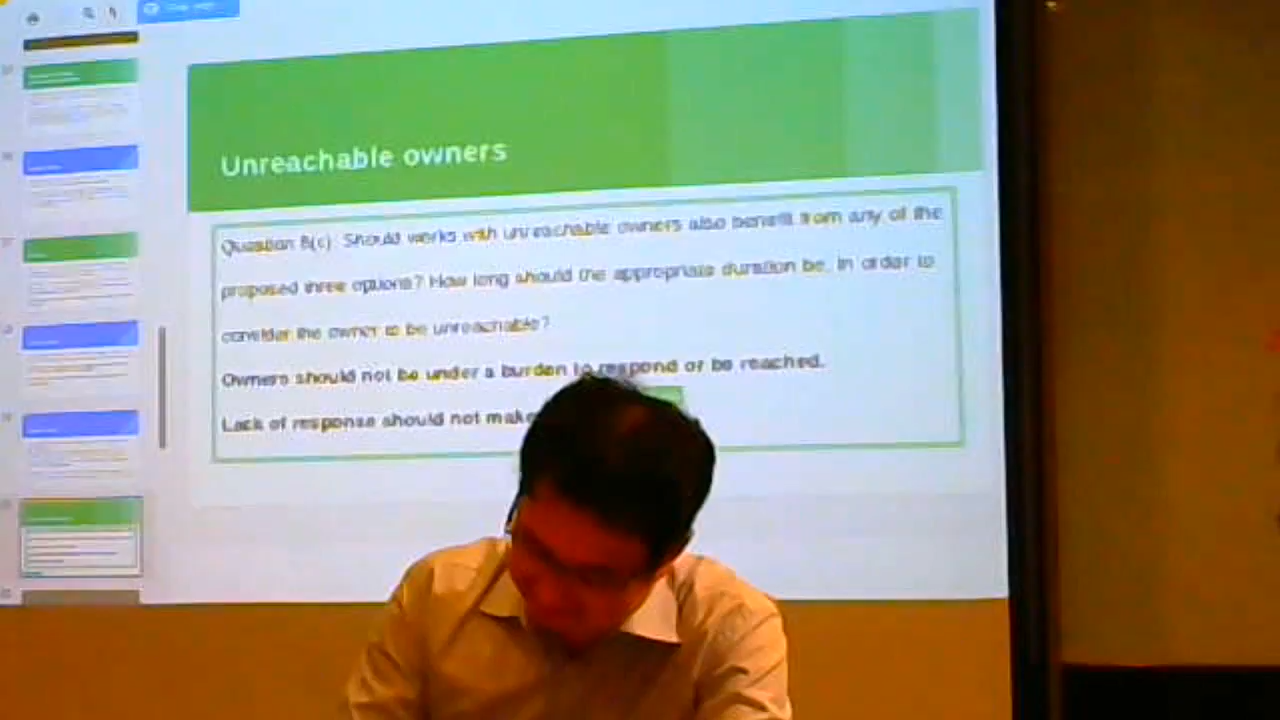 Unreachable owners
Question 8(c). Should works with unreachable owners also benefit from any of the
proposed three options? How long should the appropriate duration be, in order to
consider the owner to be unreachable?
Owners should not be under a burden to respond or be reached.
Lack of response should not make